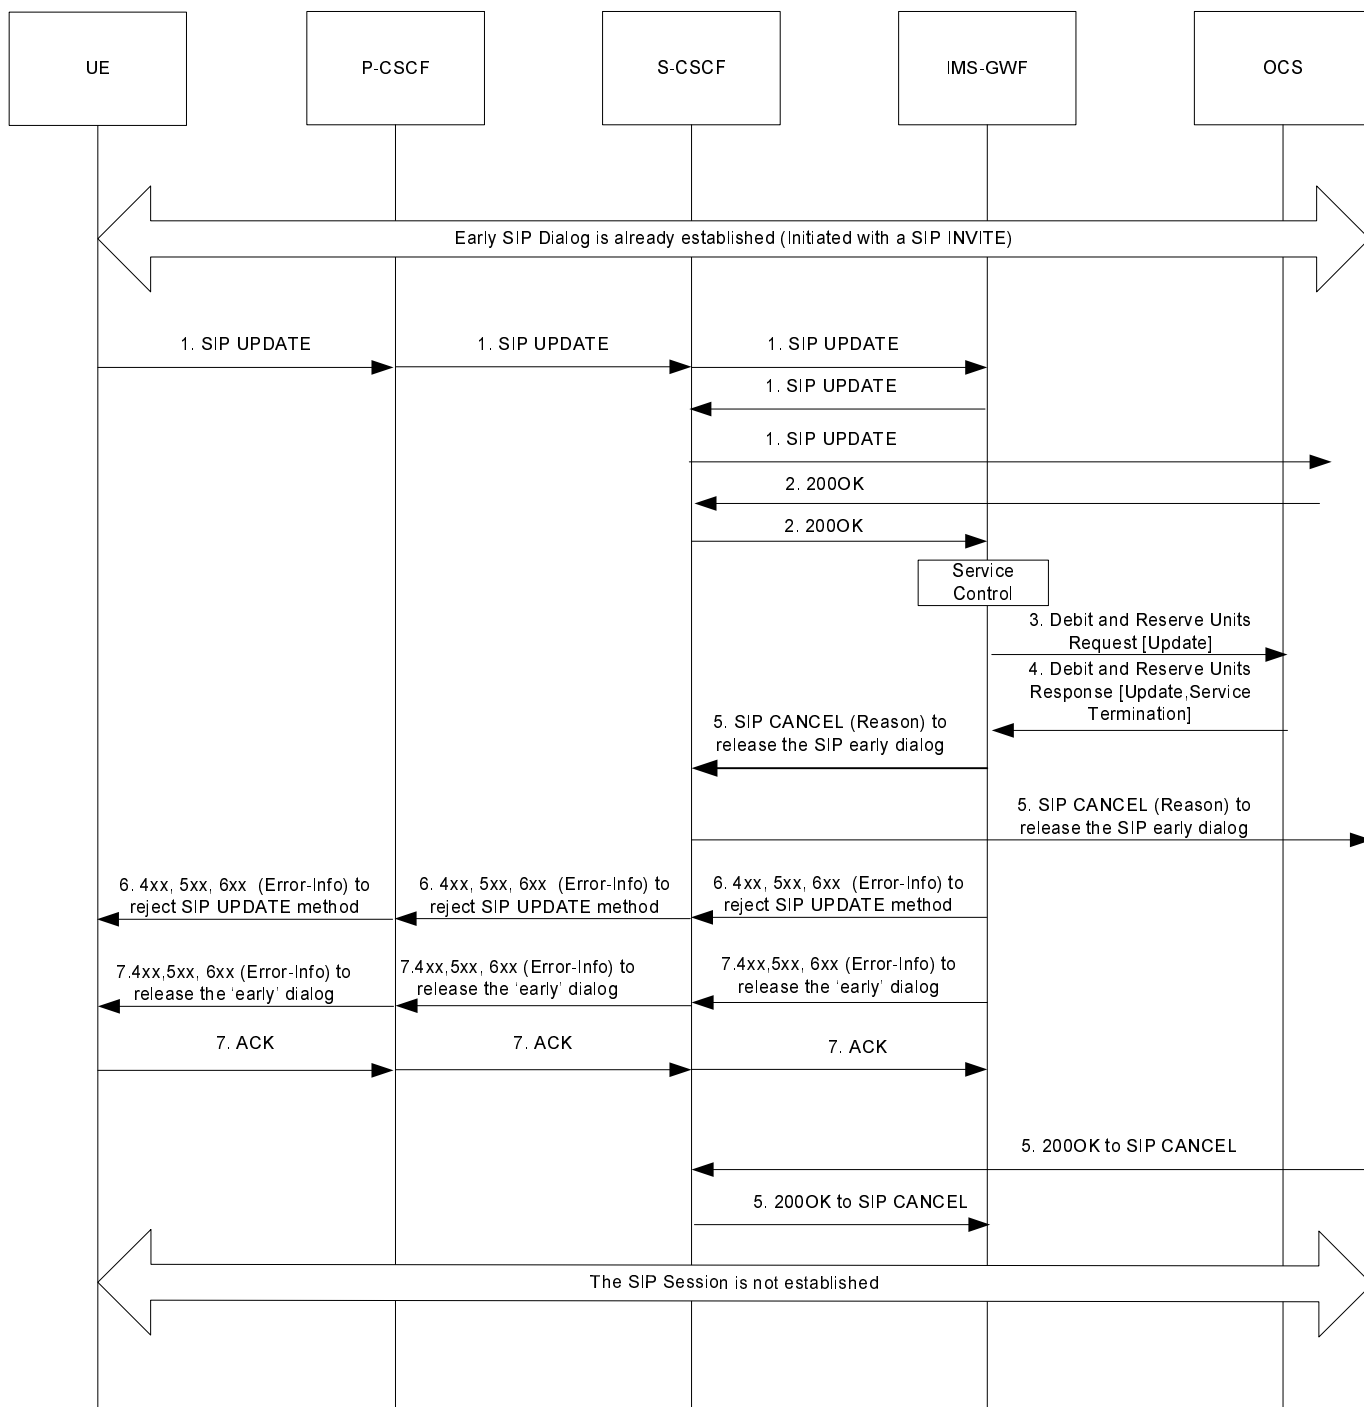 UE
P-CSCF
S-CSCF
IMS-GWF
OCS
Early SIP Dialog is already established (Initiated with a SIP INVITE)
1. SIP UPDATE
1. SIP UPDATE
1. SIP UPDATE
1. SIP UPDATE
1. SIP UPDATE
2. 200OK
2. 200OK
Service
Control
3. Debit and Reserve Units
Request [Update]
4. Debit and Reserve Units
Response [Update,Service
Termination]
5. SIP CANCEL (Reason) to
release the SIP early dialog
5. SIP CANCEL (Reason) to
release the SIP early dialog
6. 4xx, 5xx, 6xx (Error-Info) to
reject SIP UPDATE method
6. 4xx, 5xx, 6xx (Error-Info) to
reject SIP UPDATE method
6. 4xx, 5xx, 6xx (Error-Info) to
reject SIP UPDATE method
7.4xx,5xx, 6xx (Error-Info) to
release the ‘early’ dialog
7.4xx,5xx, 6xx (Error-Info) to
release the ‘early’ dialog
7.4xx,5xx, 6xx (Error-Info) to
release the ‘early’ dialog
7. ACK
7. ACK
7. ACK
5. 200OK to SIP CANCEL
5. 200OK to SIP CANCEL
The SIP Session is not established